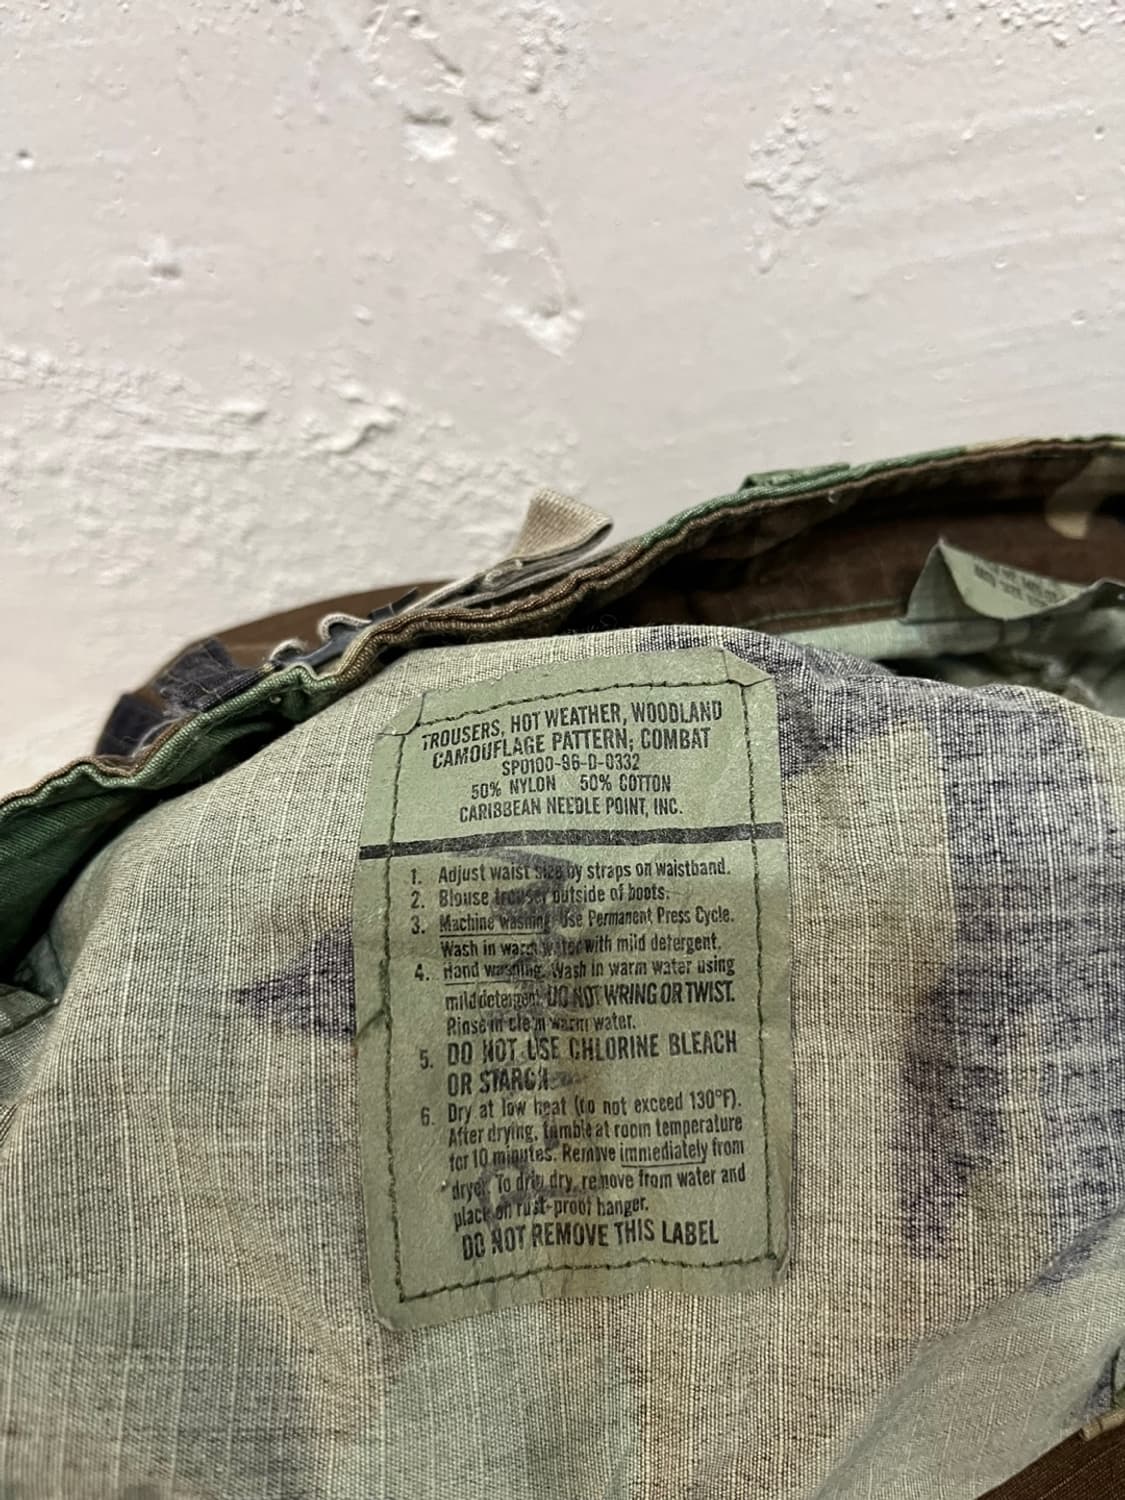 TROUSERS, HOT WEATHER, WOODLAND
CAMOUFLAGE PATTERN; COMBAT
SPO100-96-D-0332
50% NYLON 50% COTTON
CARIBBEAN NEEDLE POINT, INC.
1. Adjust waist size by straps on waistband.
2. Blouse trouser outside of boots.
3. Machine washing. Use Permanent Press Cycle.
Wash in warm water with mild detergent.
4. Hand washing. Wash in warm water using
mild detergent. DO NOT WRING OR TWIST.
Rinse in clean warm water.
5. DO NOT USE CHLORINE BLEACH
OR STARCH.
6. Dry at low heat (to not exceed 130°F).
After drying, tumble at room temperature
for 10 minutes. Remove immediately from
dryer. To drip dry, remove from water and
place on rust-proof hanger.
DO NOT REMOVE THIS LABEL